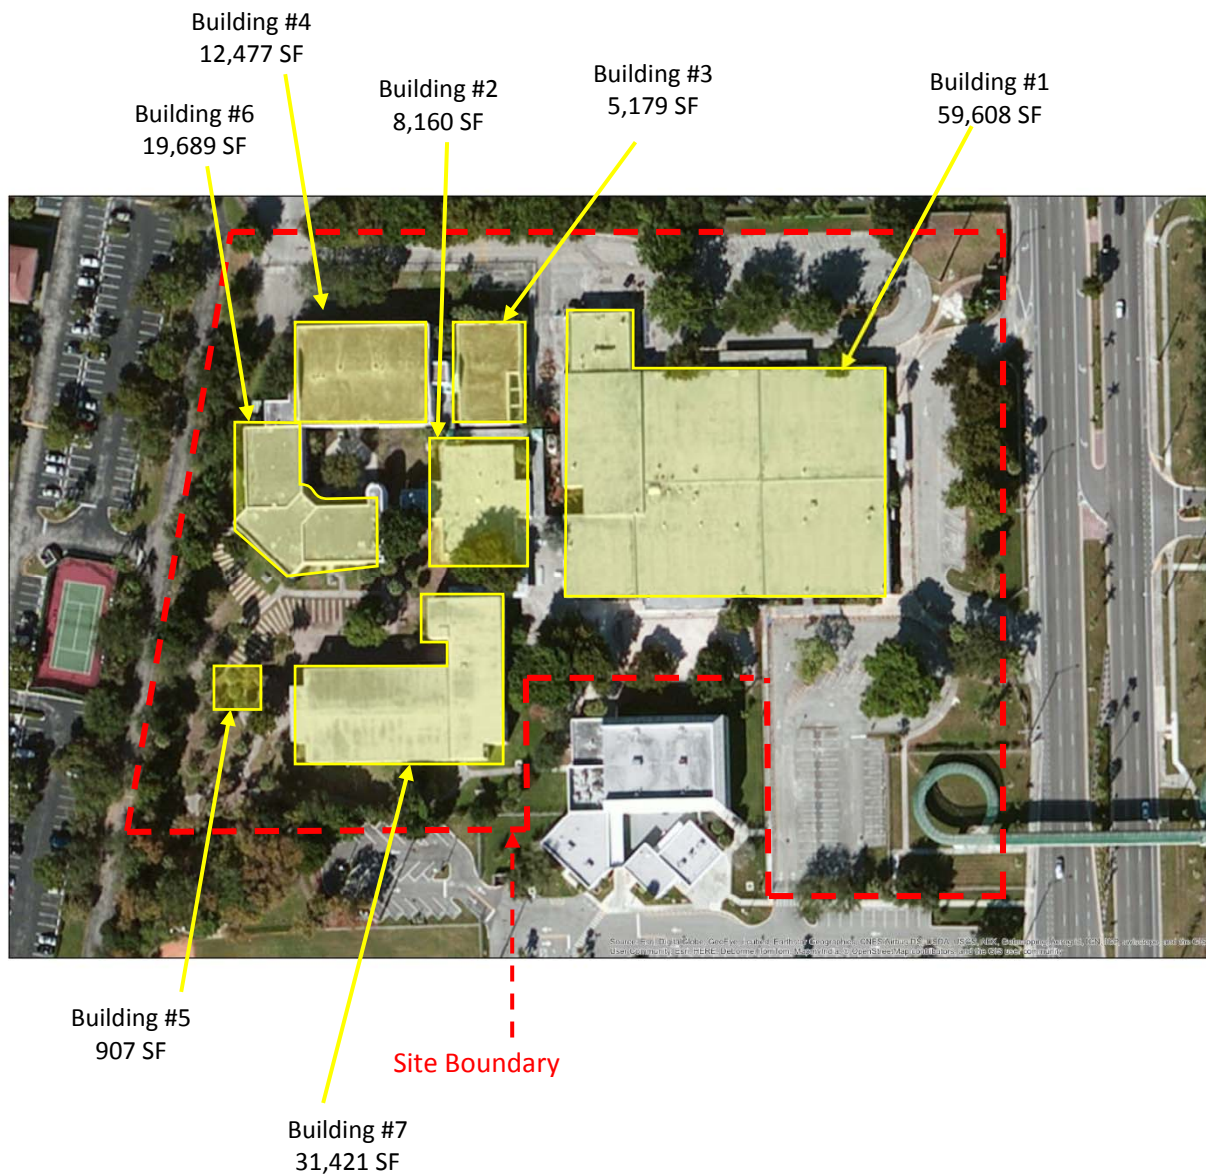 Building #4
12,477 SF
Building #3
5,179 SF
Building #1
59,608 SF
Building #2
8,160 SF
Building #6
19,689 SF
Building #5
907 SF
Site Boundary
Building #7
31,421 SF